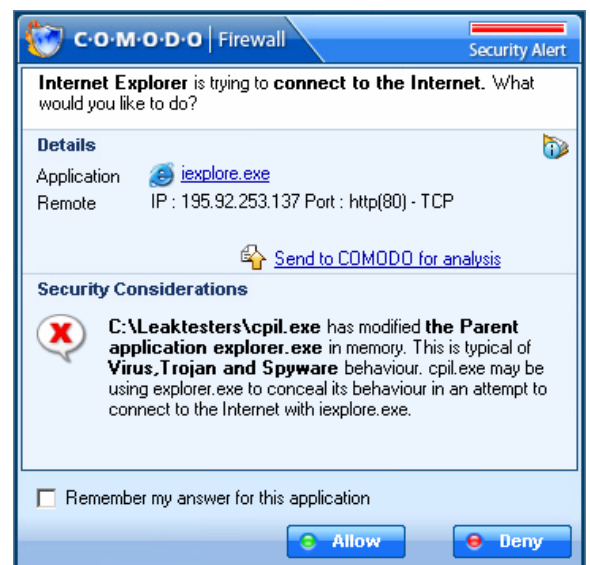 C·O·M·O·D·O | Firewall
Security Alert
Internet Explorer is trying to connect to the Internet. What
would you like to do?
Details
Application iexplore.exe
Remote IP : 195.92.253.137 Port : http(80) - TCP
Send to COMODO for analysis
Security Considerations
C:\Leaktesters\cpil.exe has modified the Parent
application explorer.exe in memory. This is typical of
Virus,Trojan and Spyware behaviour. cpil.exe may be
using explorer.exe to conceal its behaviour in an attempt to
connect to the Internet with iexplore.exe.
Remember my answer for this application
Allow
Deny